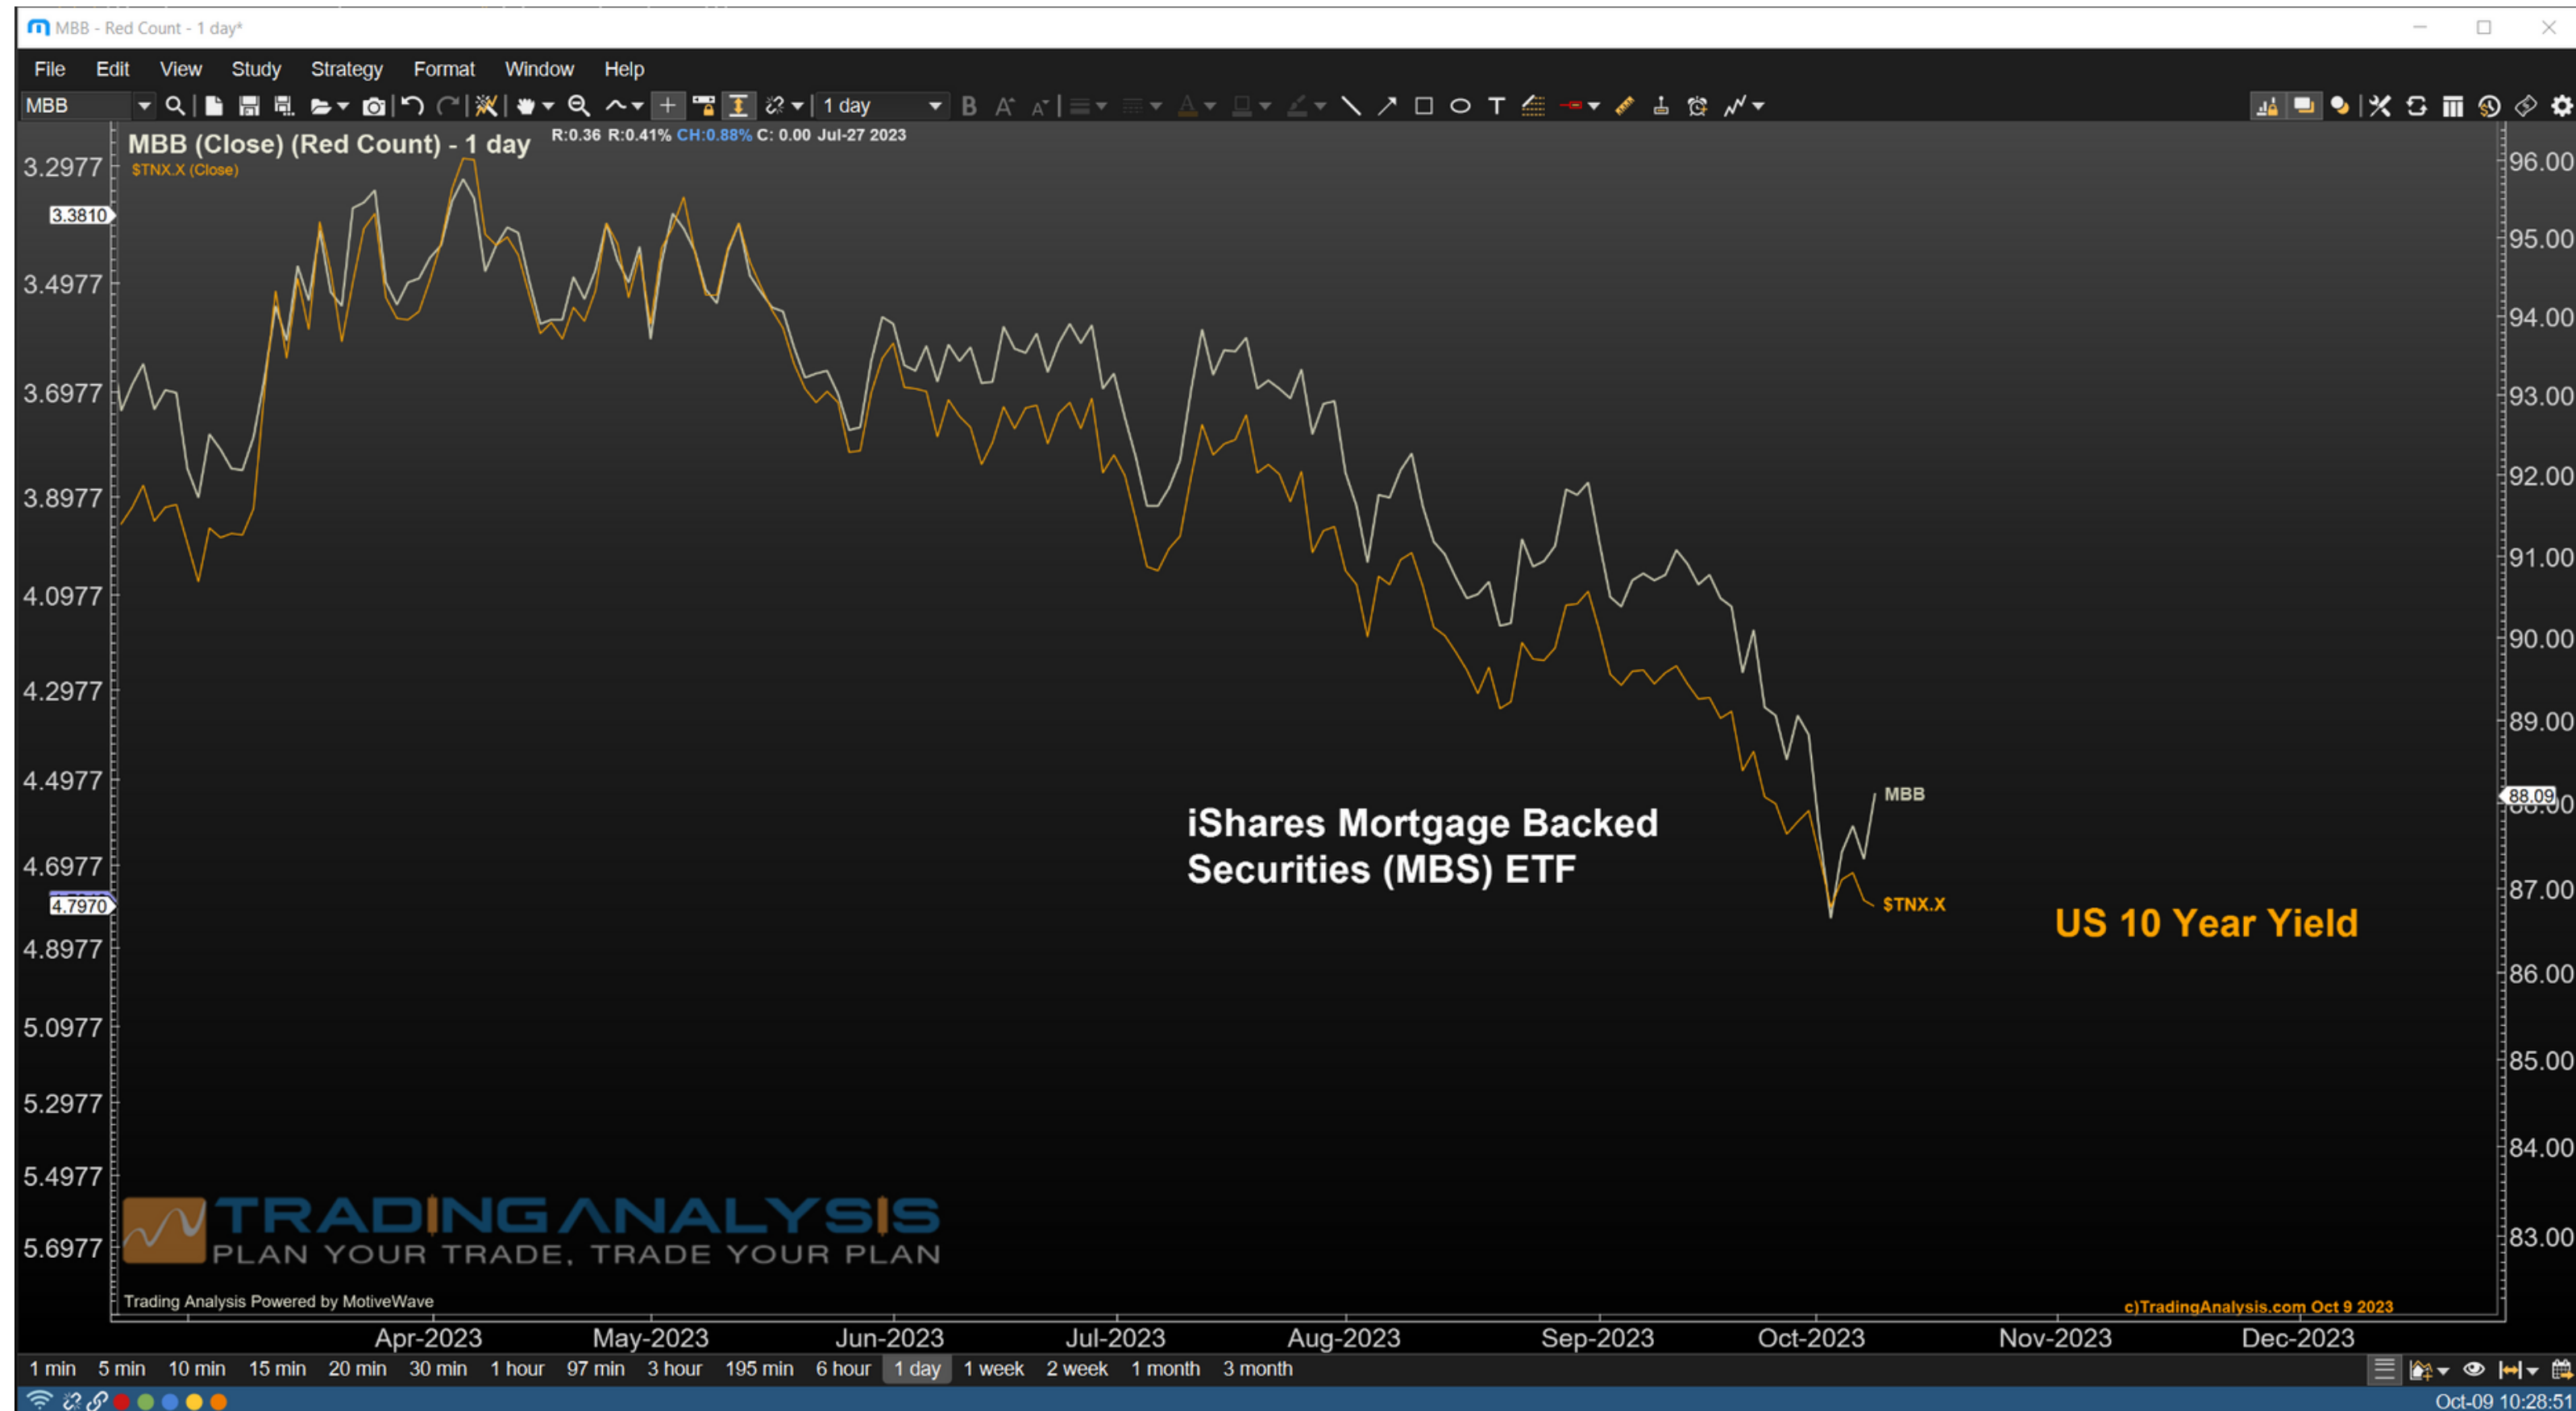 MBB - Red Count - 1 day*
File Edit View Study Strategy Format Window Help
MBB 1 day B A A T
MBB (Close) (Red Count) - 1 day R:0.36 R:0.41% CH:0.88% C: 0.00 Jul-27 2023
$TNX.X (Close)
3.2977
3.3810
3.4977
3.6977
3.8977
4.0977
4.2977
4.4977
4.6977
4.7970
4.8977
5.0977
5.2977
5.4977
5.6977
96.00
95.00
94.00
93.00
92.00
91.00
90.00
89.00
88.09
87.00
86.00
85.00
84.00
83.00
MBB
iShares Mortgage Backed
Securities (MBS) ETF
$TNX.X
US 10 Year Yield
TRADINGANALYSIS
PLAN YOUR TRADE, TRADE YOUR PLAN
Trading Analysis Powered by MotiveWave
c)TradingAnalysis.com Oct 9 2023
Apr-2023 May-2023 Jun-2023 Jul-2023 Aug-2023 Sep-2023 Oct-2023 Nov-2023 Dec-2023
1 min 5 min 10 min 15 min 20 min 30 min 1 hour 97 min 3 hour 195 min 6 hour 1 day 1 week 2 week 1 month 3 month
Oct-09 10:28:51